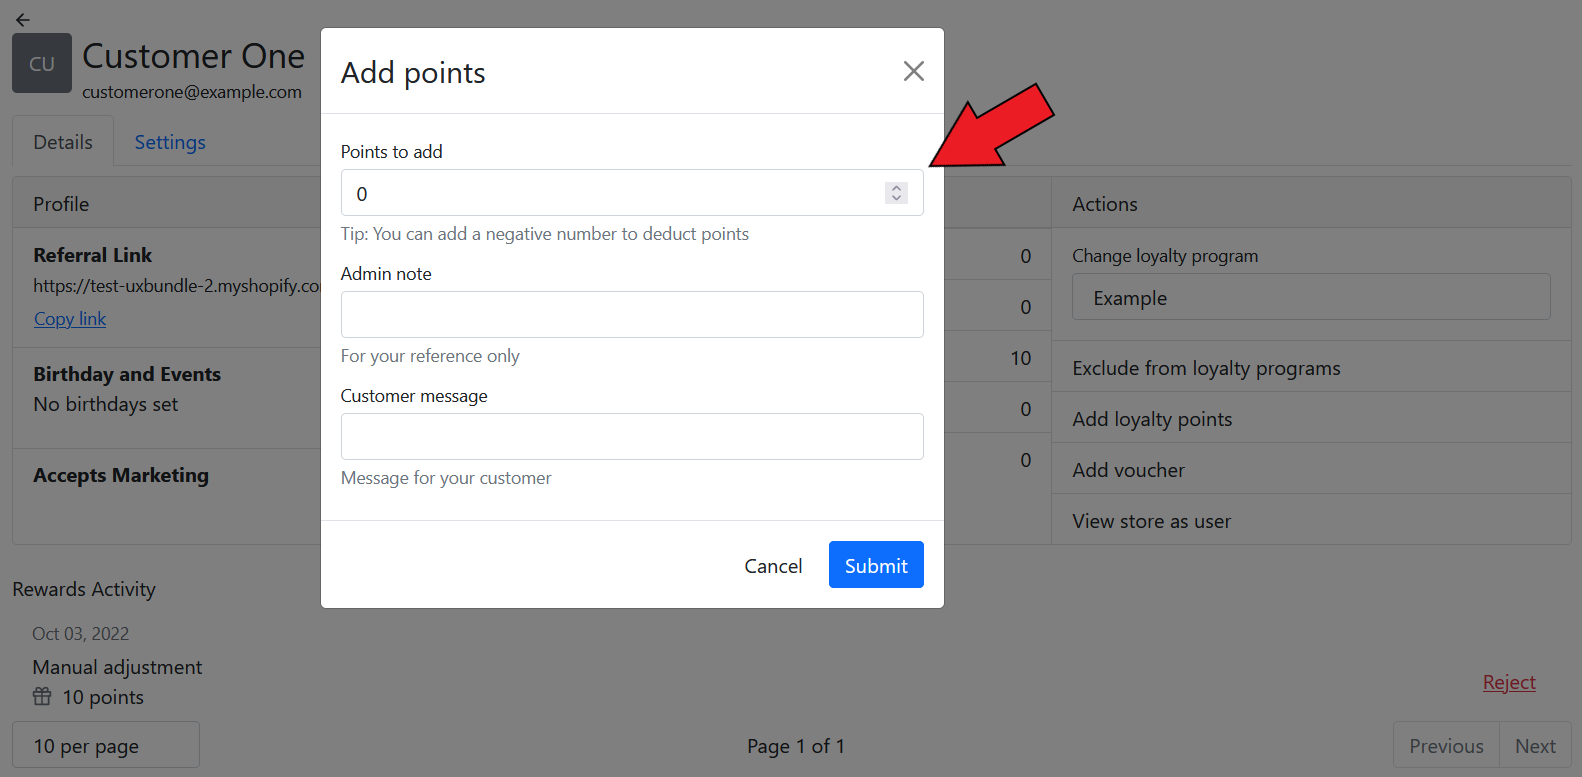 CU
Customer One
customerone@example.com
Details
Settings
Profile
Referral Link
https://test-uxbundle-2.myshopify.co
Copy link
Birthday and Events
No birthdays set
Accepts Marketing
Add points
Points to add
0
Tip: You can add a negative number to deduct points
Admin note
For your reference only
Customer message
Message for your customer
Cancel
Submit
0
0
10
0
0
Actions
Change loyalty program
Example
Exclude from loyalty programs
Add loyalty points
Add voucher
View store as user
Rewards Activity
Oct 03, 2022
Manual adjustment
10 points
Reject
10 per page
Page 1 of 1
Previous
Next